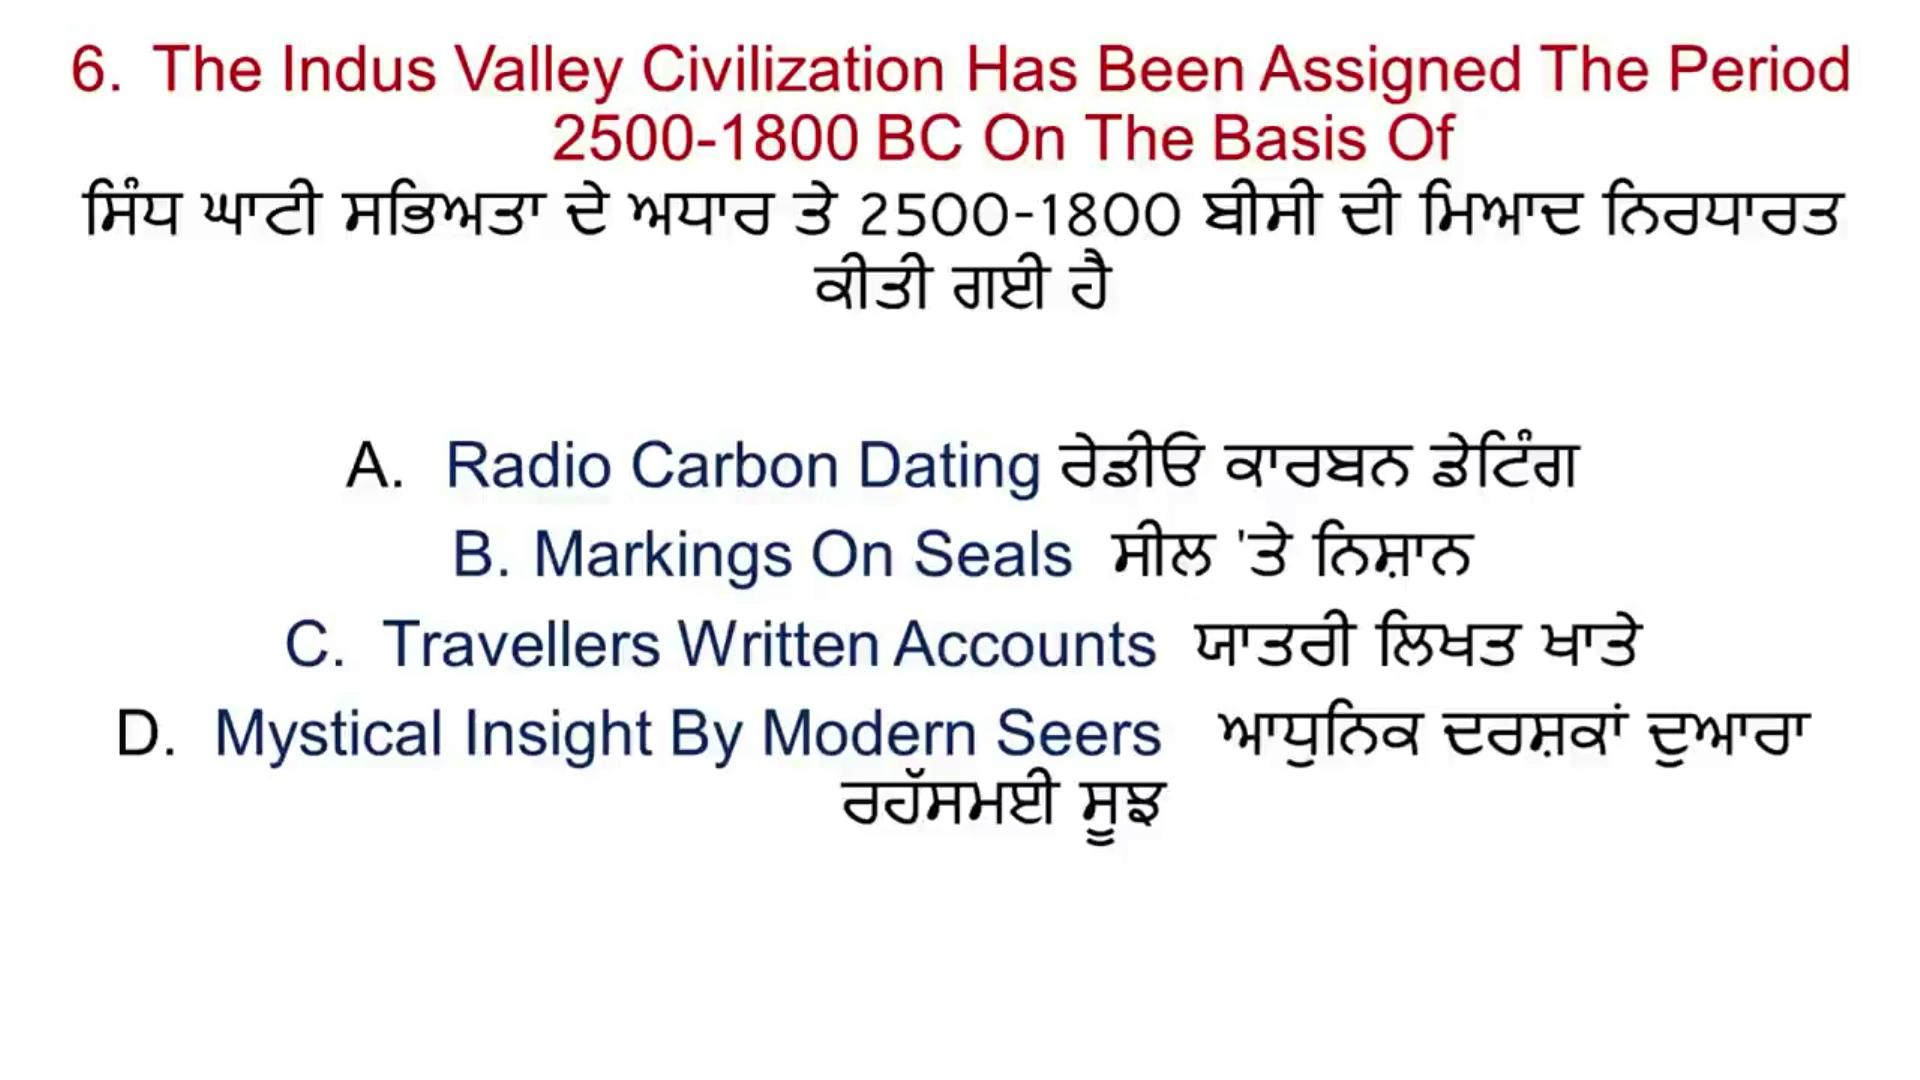 6. The Indus Valley Civilization Has Been Assigned The Period
2500-1800 BC On The Basis Of
ਸਿੰਧ ਘਾਟੀ ਸਭਿਅਤਾ ਦੇ ਅਧਾਰ ਤੇ 2500-1800 ਬੀਸੀ ਦੀ ਮਿਆਦ ਨਿਰਧਾਰਤ
ਕੀਤੀ ਗਈ ਹੈ
A. Radio Carbon Dating ਰੇਡੀਓ ਕਾਰਬਨ ਡੇਟਿੰਗ
B. Markings On Seals ਸੀਲ 'ਤੇ ਨਿਸ਼ਾਨ
C. Travellers Written Accounts ਯਾਤਰੀ ਲਿਖਤ ਖਾਤੇ
D. Mystical Insight By Modern Seers ਆਧੁਨਿਕ ਦਰਸ਼ਕਾਂ ਦੁਆਰਾ
ਰਹੱਸਮਈ ਸੂਝ